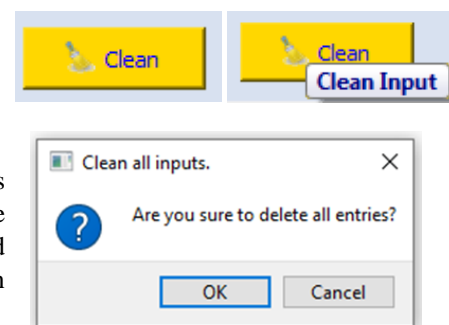 Clean
Clean
Clean Input
Clean all inputs.
Are you sure to delete all entries?
OK
Cancel